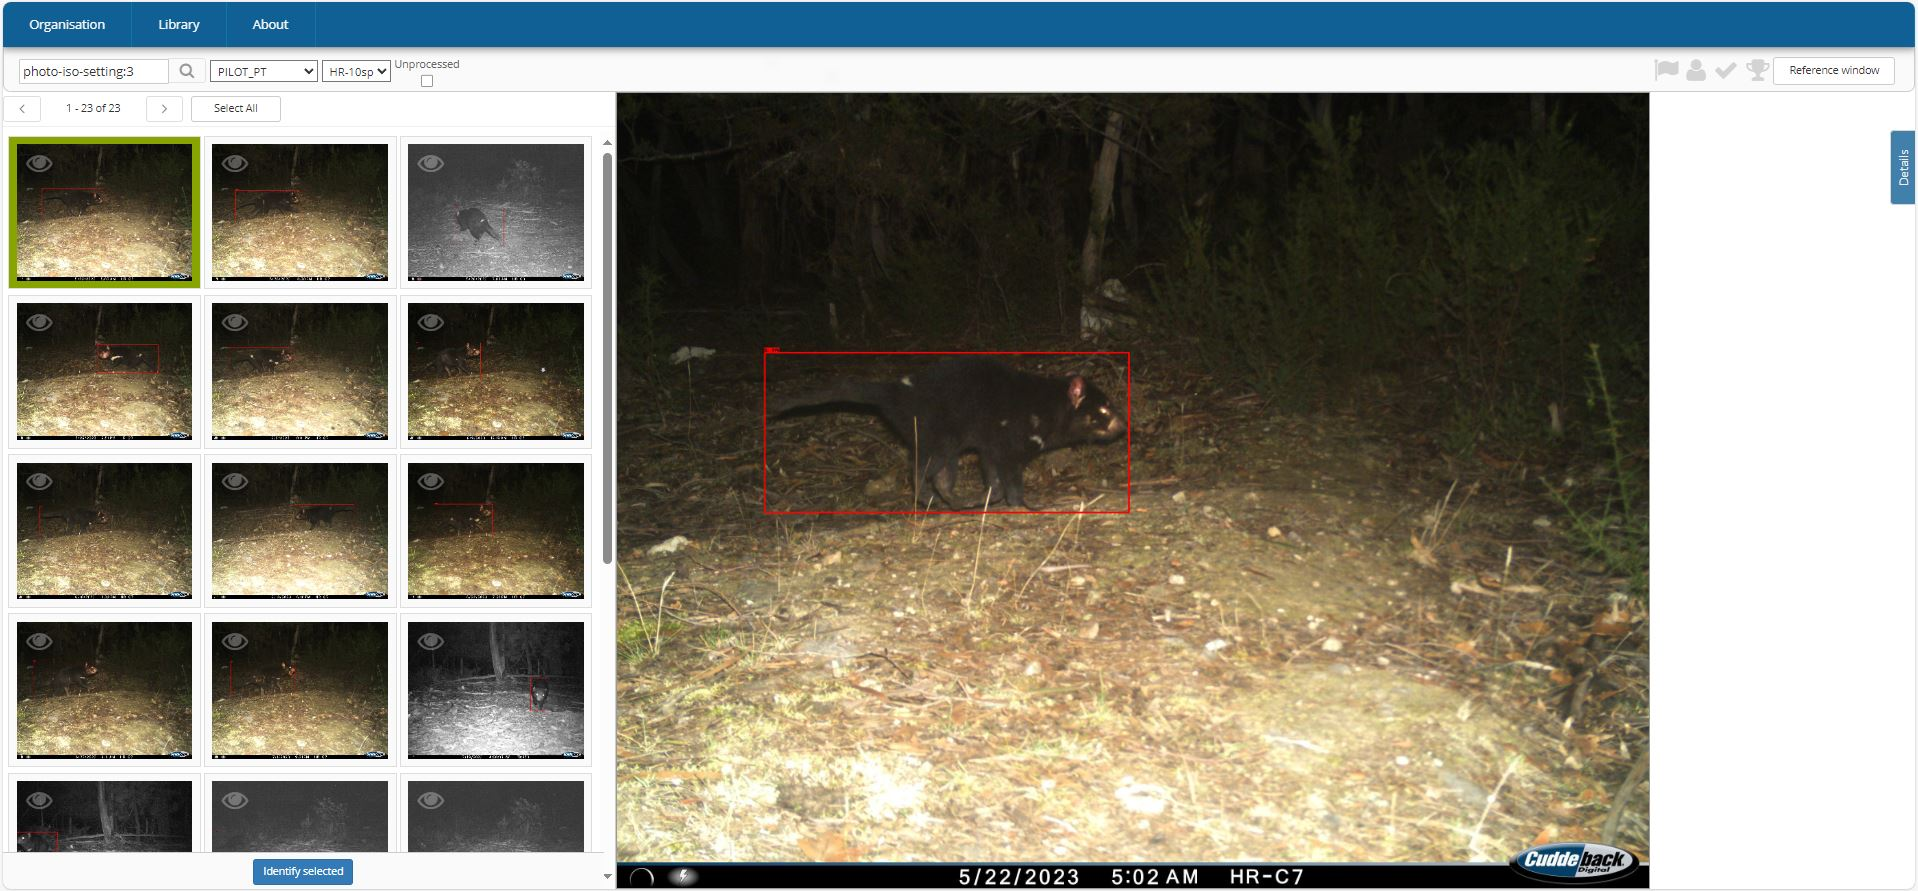 Organisation
Library
About
photo-iso-setting:3
PILOT_PT
HR-10sp
Unprocessed
Reference window
1 - 23 of 23
Select All
Details
Identify selected
Cuddeback
Digital
5/22/2023 5:02 AM HR-C7